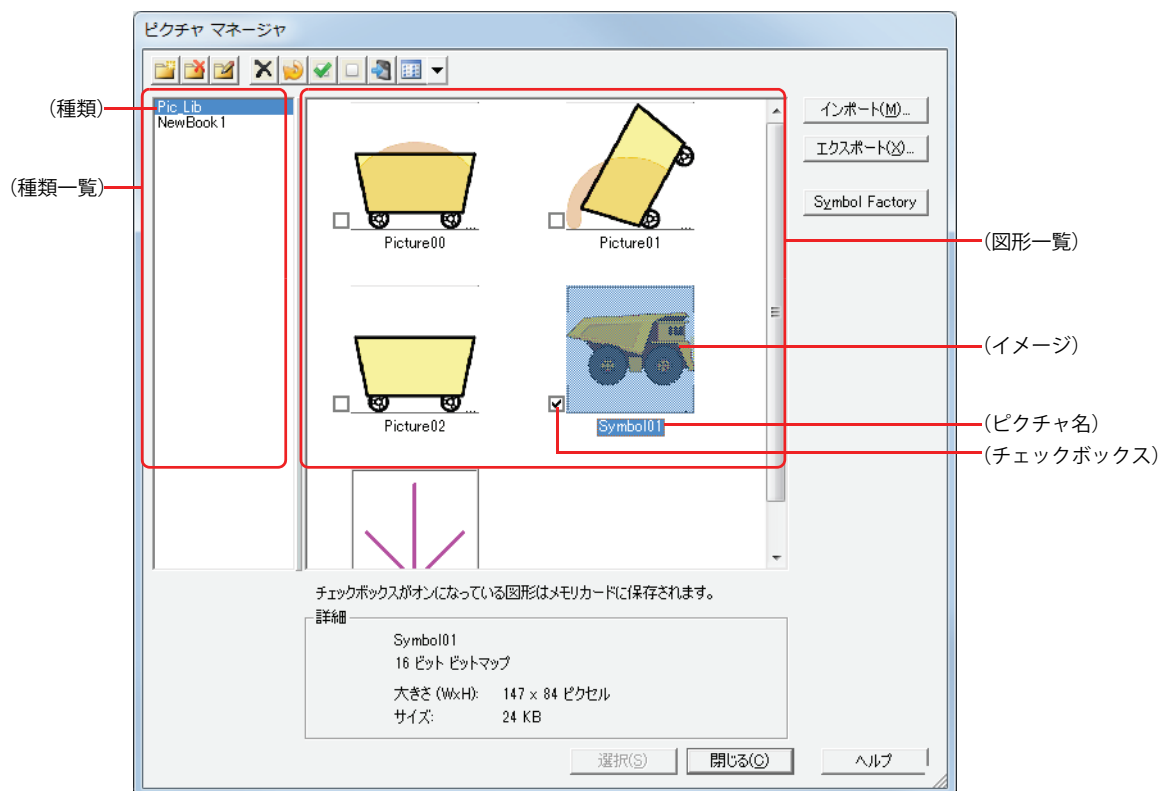 ピクチャ マネージャ
(種類)
Pic_Lib
NewBook1
(種類一覧)
Picture00
Picture01
インポート(M)...
エクスポート(X)...
Symbol Factory
(図形一覧)
(イメージ)
Picture02
Symbol01
(ピクチャ名)
(チェックボックス)
チェックボックスがオンになっている図形はメモリカードに保存されます。
詳細
Symbol01
16 ビット ビットマップ
大きさ (WxH): 147 x 84 ピクセル
サイズ: 24 KB
選択(S)
閉じる(C)
ヘルプ